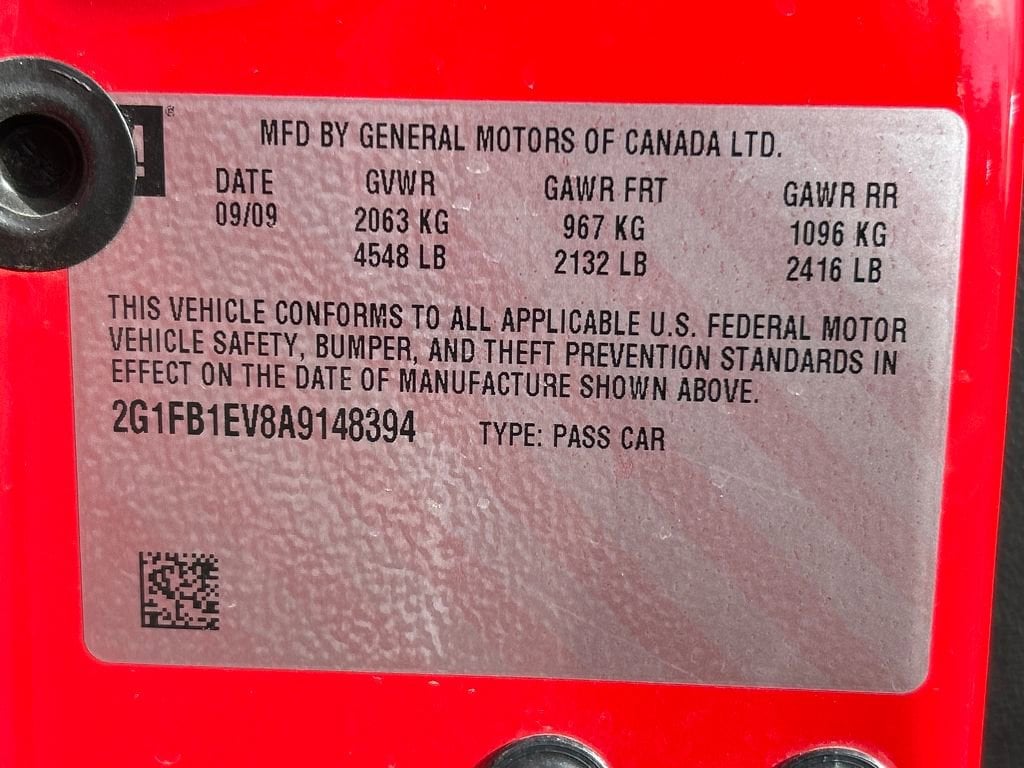 MFD BY GENERAL MOTORS OF CANADA LTD.
DATE GVWR GAWR FRT GAWR RR
09/09 2063 KG 967 KG 1096 KG
4548 LB 2132 LB 2416 LB
THIS VEHICLE CONFORMS TO ALL APPLICABLE U.S. FEDERAL MOTOR
VEHICLE SAFETY, BUMPER, AND THEFT PREVENTION STANDARDS IN
EFFECT ON THE DATE OF MANUFACTURE SHOWN ABOVE.
2G1FB1EV8A9148394 TYPE: PASS CAR